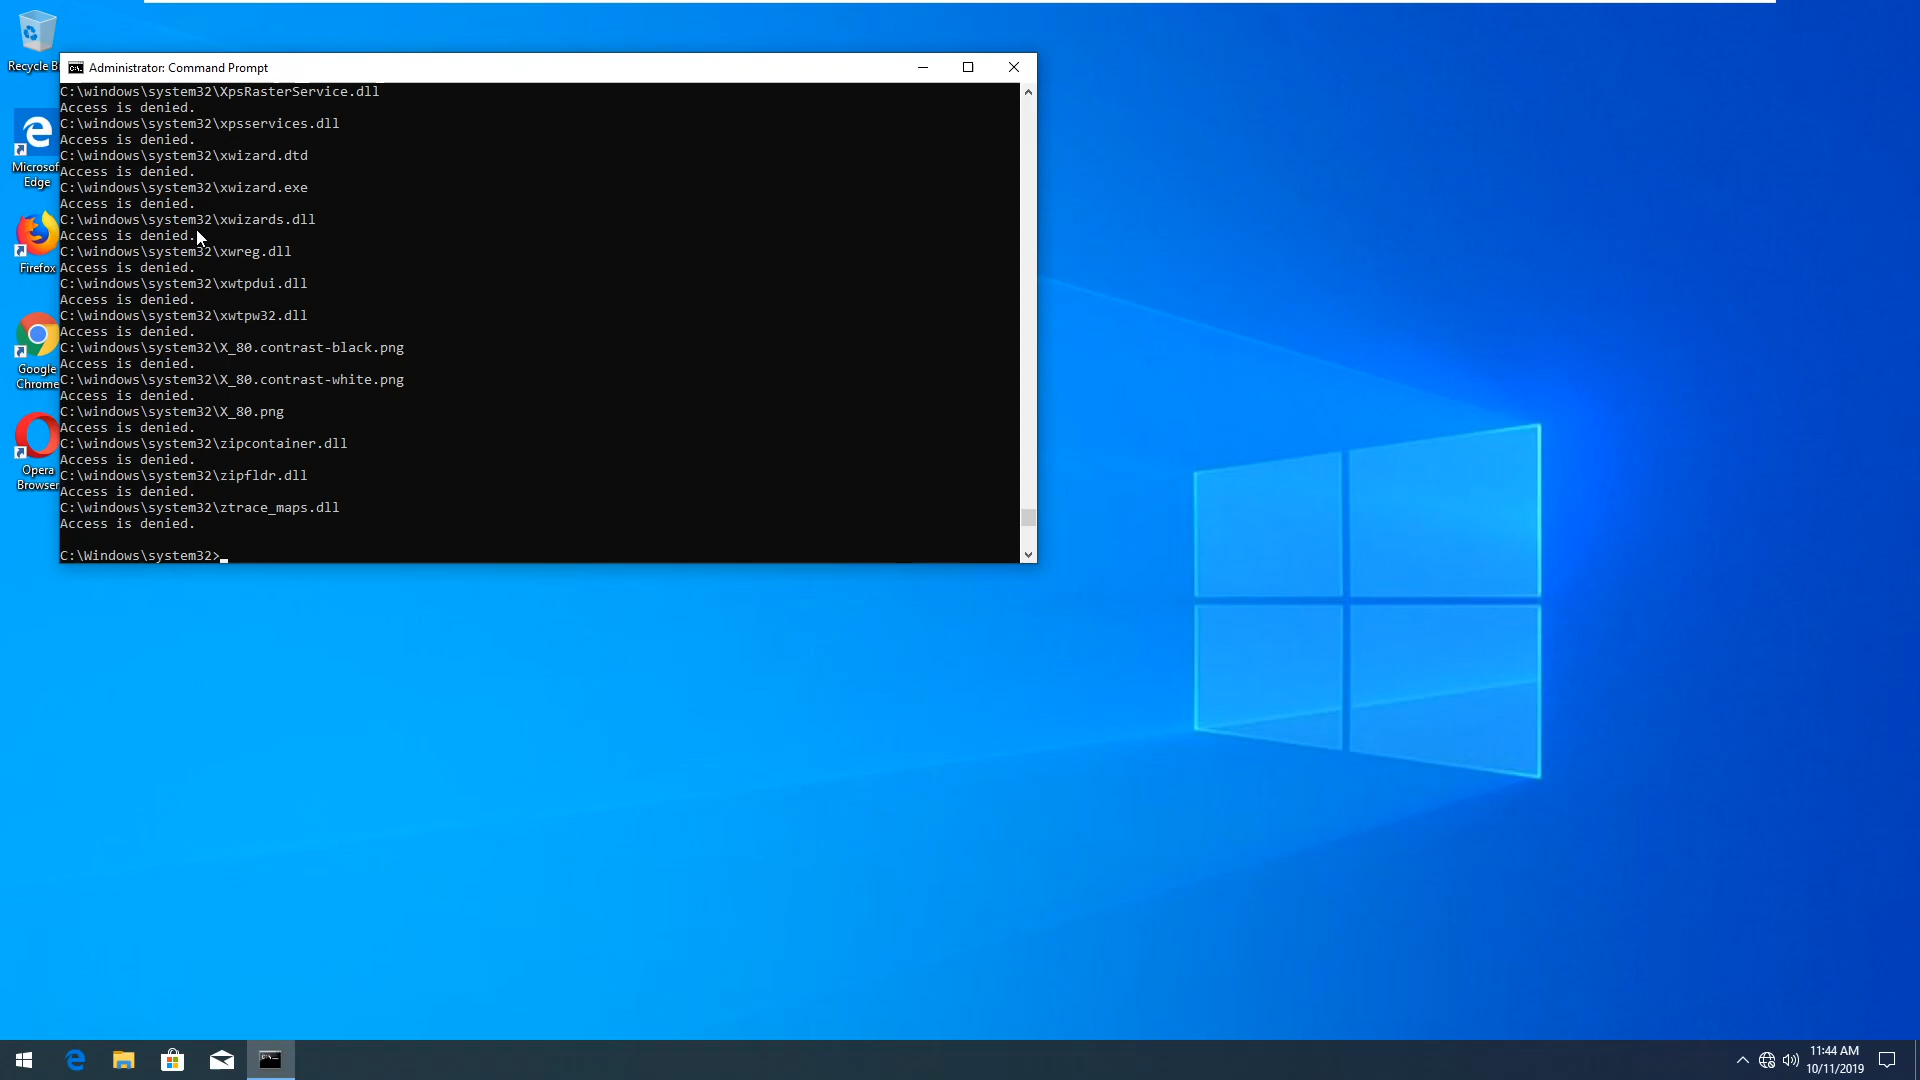 Recycle B
Administrator: Command Prompt
C:\windows\system32\XpsRasterService.dll
Access is denied.
C:\windows\system32\xpsservices.dll
Access is denied.
C:\windows\system32\xwizard.dtd
Access is denied.
C:\windows\system32\xwizard.exe
Access is denied.
C:\windows\system32\xwizards.dll
Access is denied.
C:\windows\system32\xwreg.dll
Access is denied.
C:\windows\system32\xwtpdui.dll
Access is denied.
C:\windows\system32\xwtpw32.dll
Access is denied.
C:\windows\system32\X_80.contrast-black.png
Access is denied.
C:\windows\system32\X_80.contrast-white.png
Access is denied.
C:\windows\system32\X_80.png
Access is denied.
C:\windows\system32\zipcontainer.dll
Access is denied.
C:\windows\system32\zipfldr.dll
Access is denied.
C:\windows\system32\ztrace_maps.dll
Access is denied.
C:\Windows\system32>_
Microsof
Edge
Firefox
Google
Chrome
Opera
Browser
11:44 AM
10/11/2019